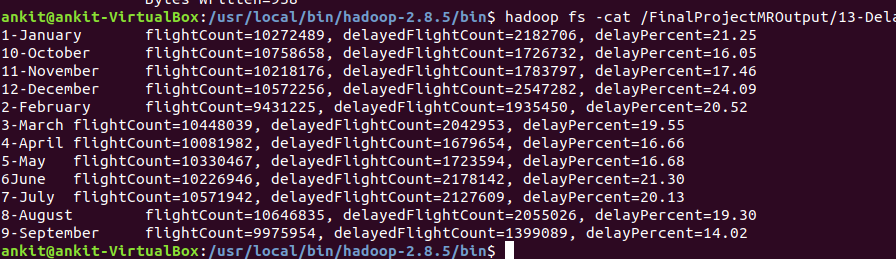 Bytes Written=958
ankit@ankit-VirtualBox:/usr/local/bin/hadoop-2.8.5/bin$ hadoop fs -cat /FinalProjectMROutput/13-Dela
1-January flightCount=10272489, delayedFlightCount=2182706, delayPercent=21.25
10-October flightCount=10758658, delayedFlightCount=1726732, delayPercent=16.05
11-November flightCount=10218176, delayedFlightCount=1783797, delayPercent=17.46
12-December flightCount=10572256, delayedFlightCount=2547282, delayPercent=24.09
2-February flightCount=9431225, delayedFlightCount=1935450, delayPercent=20.52
3-March flightCount=10448039, delayedFlightCount=2042953, delayPercent=19.55
4-April flightCount=10081982, delayedFlightCount=1679654, delayPercent=16.66
5-May flightCount=10330467, delayedFlightCount=1723594, delayPercent=16.68
6June flightCount=10226946, delayedFlightCount=2178142, delayPercent=21.30
7-July flightCount=10571942, delayedFlightCount=2127609, delayPercent=20.13
8-August flightCount=10646835, delayedFlightCount=2055026, delayPercent=19.30
9-September flightCount=9975954, delayedFlightCount=1399089, delayPercent=14.02
ankit@ankit-VirtualBox:/usr/local/bin/hadoop-2.8.5/bin$